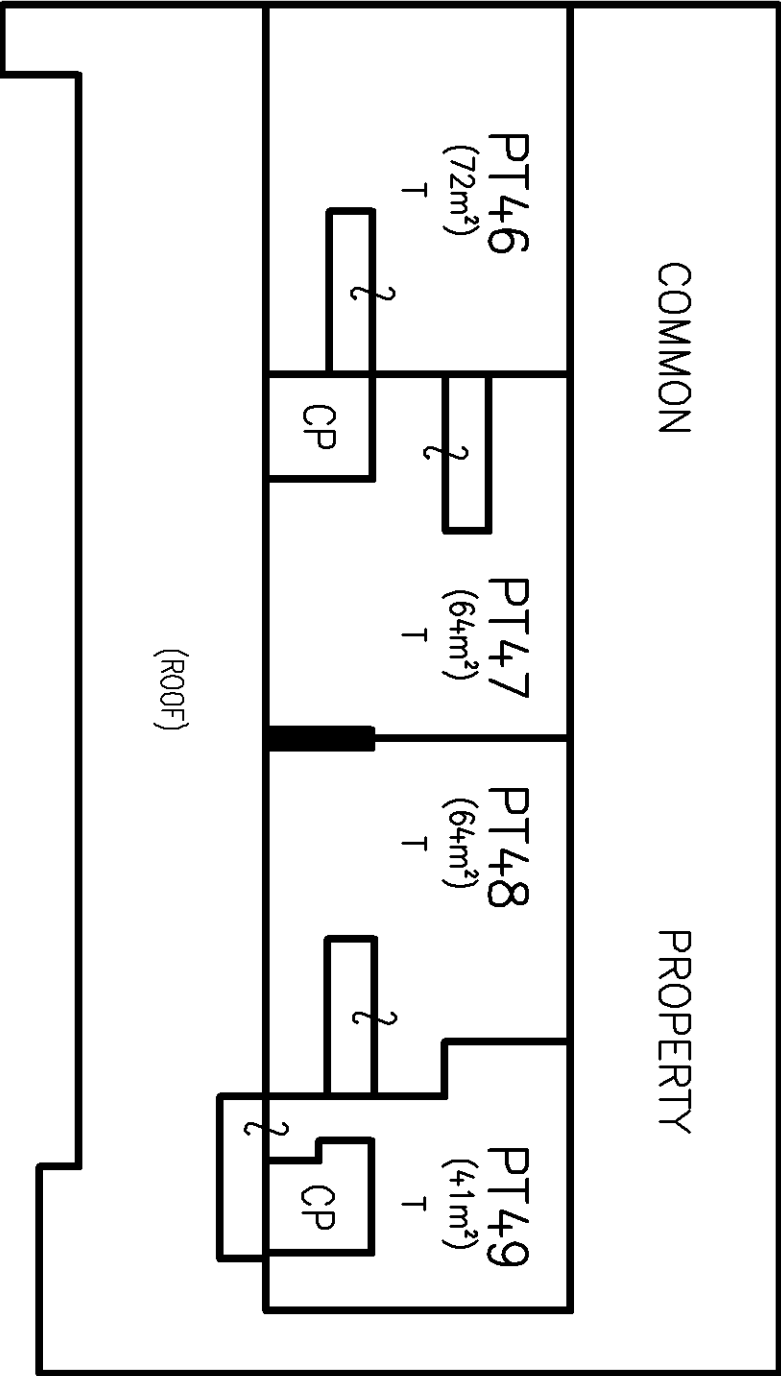 COMMON PROPERTY
PT46
(72m²)
T
PT47
(64m²)
T
PT48
(64m²)
T
PT49
(41m²)
T
CP
CP
(ROOF)